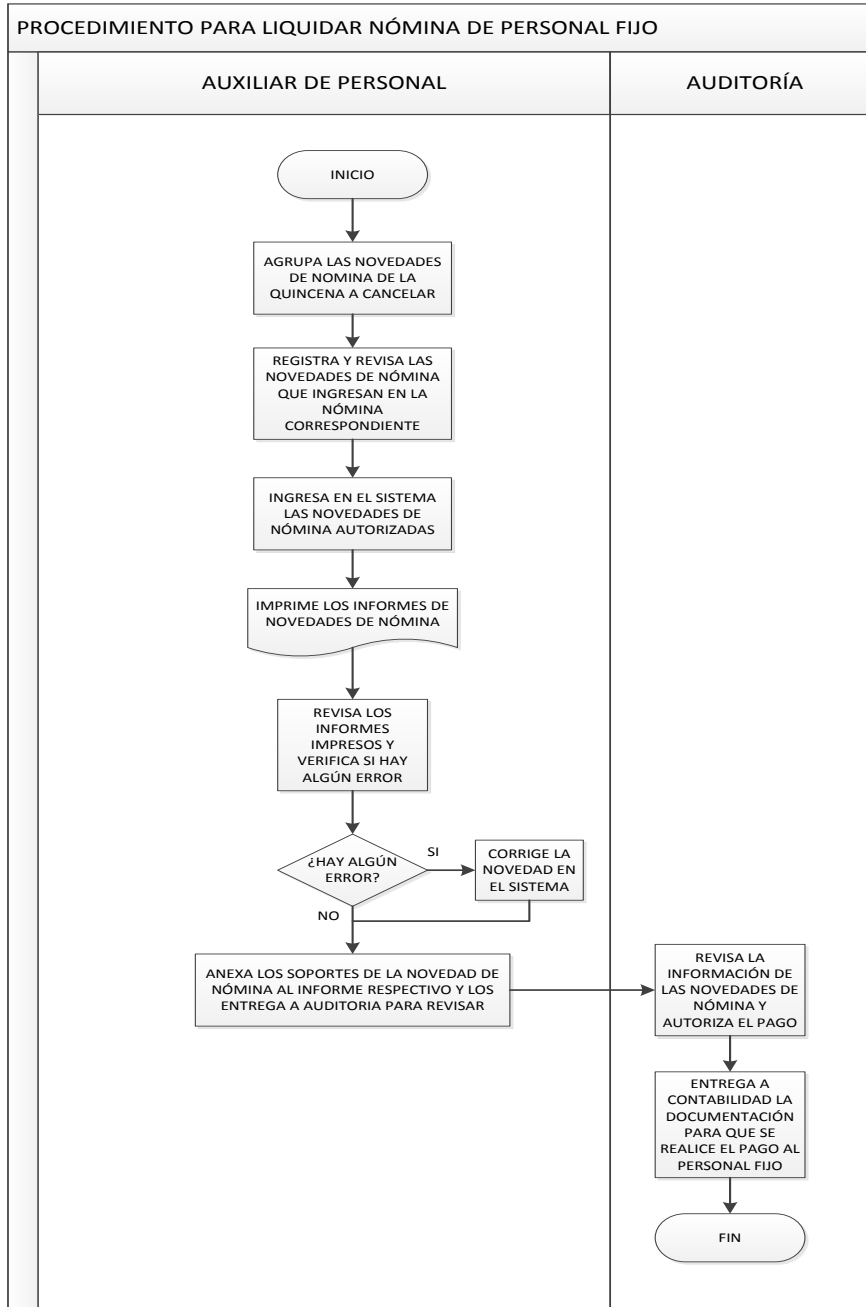 PROCEDIMIENTO PARA LIQUIDAR NÓMINA DE PERSONAL FIJO
AUXILIAR DE PERSONAL
AUDITORÍA
INICIO
AGRUPA LAS NOVEDADES
DE NOMINA DE LA
QUINCENA A CANCELAR
REGISTRA Y REVISA LAS
NOVEDADES DE NÓMINA
QUE INGRESAN EN LA
NÓMINA
CORRESPONDIENTE
INGRESA EN EL SISTEMA
LAS NOVEDADES DE
NÓMINA AUTORIZADAS
IMPRIME LOS INFORMES DE
NOVEDADES DE NÓMINA
REVISA LOS
INFORMES
IMPRESOS Y
VERIFICA SI HAY
ALGÚN ERROR
¿HAY ALGÚN
ERROR?
SI
CORRIGE LA
NOVEDAD EN
EL SISTEMA
NO
ANEXA LOS SOPORTES DE LA NOVEDAD DE
NÓMINA AL INFORME RESPECTIVO Y LOS
ENTREGA A AUDITORIA PARA REVISAR
REVISA LA
INFORMACIÓN DE
LAS NOVEDADES DE
NÓMINA Y
AUTORIZA EL PAGO
ENTREGA A
CONTABILIDAD LA
DOCUMENTACIÓN
PARA QUE SE
REALICE EL PAGO AL
PERSONAL FIJO
FIN